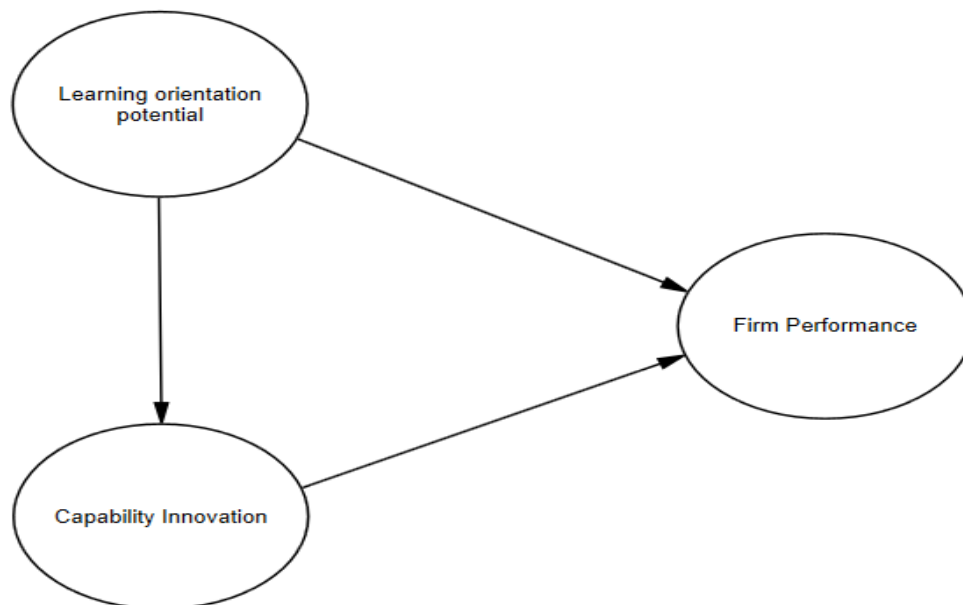 Learning orientation
potential
Firm Performance
Capability Innovation